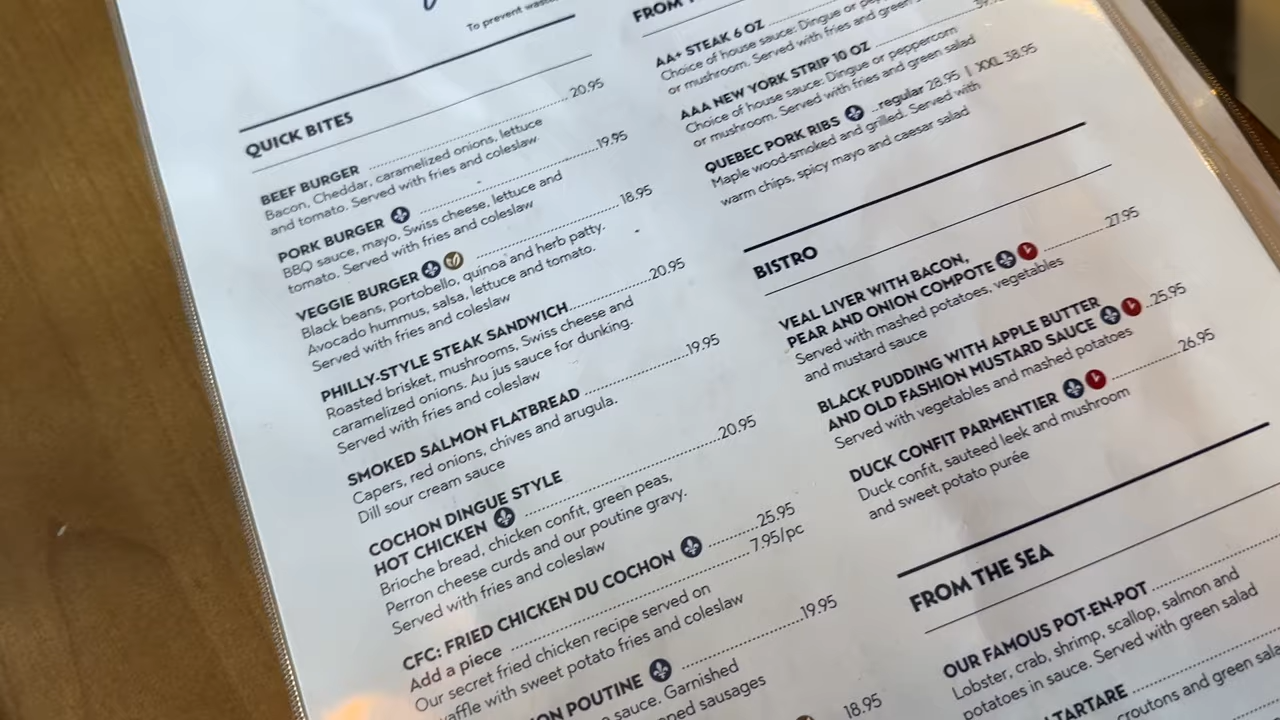 To prevent
QUICK BITES
BEEF BURGER 20.95
Bacon, Cheddar, caramelized onions, lettuce
and tomato. Served with fries and coleslaw
PORK BURGER 19.95
BBQ sauce, mayo, Swiss cheese, lettuce and
tomato. Served with fries and coleslaw
VEGGIE BURGER 18.95
Black beans, portobello, quinoa and herb patty.
Avocado hummus, salsa, lettuce and tomato.
Served with fries and coleslaw
PHILLY-STYLE STEAK SANDWICH 20.95
Roasted brisket, mushrooms, Swiss cheese and
caramelized onions. Au jus sauce for dunking.
Served with fries and coleslaw
SMOKED SALMON FLATBREAD 19.95
Capers, red onions, chives and arugula.
Dill sour cream sauce
COCHON DINGUE STYLE
HOT CHICKEN 20.95
Brioche bread, chicken confit, green peas,
Perron cheese curds and our poutine gravy.
Served with fries and coleslaw
CFC: FRIED CHICKEN DU COCHON 25.95
Add a piece 7.95/pc
Our secret fried chicken recipe served on
waffle with sweet potato fries and coleslaw
POUTINE 19.95
sauce. Garnished
sausages
18.95
FROM
AA+ STEAK 6 OZ
Choice of house sauce: Dingue or
or mushroom. Served with fries and green
AAA NEW YORK STRIP 10 OZ
Choice of house sauce: Dingue or peppercorn
or mushroom. Served with fries and green salad
QUEBEC PORK RIBS ...regular 28.95 | XXL 38.95
Maple wood-smoked and grilled. Served with
warm chips, spicy mayo and caesar salad
BISTRO
VEAL LIVER WITH BACON,
PEAR AND ONION COMPOTE 27.95
Served with mashed potatoes, vegetables
and mustard sauce
BLACK PUDDING WITH APPLE BUTTER
AND OLD FASHION MUSTARD SAUCE ..25.95
Served with vegetables and mashed potatoes
DUCK CONFIT PARMENTIER 26.95
Duck confit, sauteed leek and mushroom
and sweet potato purée
FROM THE SEA
OUR FAMOUS POT-EN-POT
Lobster, crab, shrimp, scallop, salmon and
potatoes in sauce. Served with green salad
TARTARE
croutons and green